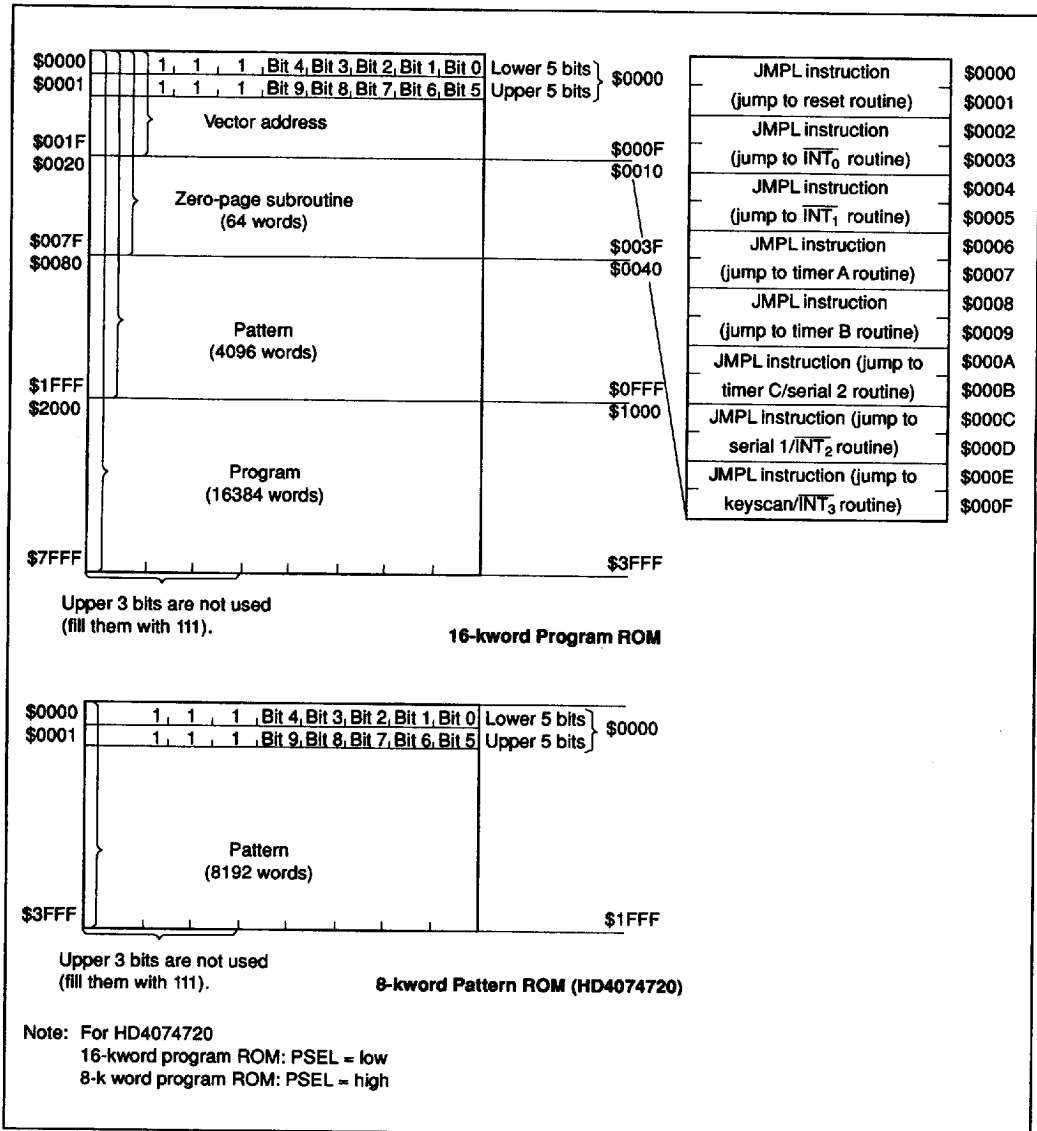 $0000 1 1 1 Bit 4 Bit 3 Bit 2 Bit 1 Bit 0 Lower 5 bits
$0001 1 1 1 Bit 9 Bit 8 Bit 7 Bit 6 Bit 5 Upper 5 bits
$0000
Vector address
$001F
$0020
$000F
$0010
Zero-page subroutine
(64 words)
$007F
$0080
$003F
$0040
Pattern
(4096 words)
$1FFF
$2000
$0FFF
$1000
Program
(16384 words)
$7FFF
$3FFF
Upper 3 bits are not used
(fill them with 111).
16-kword Program ROM
JMPL instruction $0000
(jump to reset routine) $0001
JMPL instruction $0002
(jump to I̅N̅T̅₀ routine) $0003
JMPL instruction $0004
(jump to I̅N̅T̅₁ routine) $0005
JMPL instruction $0006
(jump to timer A routine) $0007
JMPL instruction $0008
(jump to timer B routine) $0009
JMPL instruction (jump to $000A
timer C/serial 2 routine) $000B
JMPL instruction (jump to $000C
serial 1/I̅N̅T̅₂ routine) $000D
JMPL instruction (jump to $000E
keyscan/I̅N̅T̅₃ routine) $000F
$0000 1 1 1 Bit 4 Bit 3 Bit 2 Bit 1 Bit 0 Lower 5 bits
$0001 1 1 1 Bit 9 Bit 8 Bit 7 Bit 6 Bit 5 Upper 5 bits
$0000
Pattern
(8192 words)
$3FFF
$1FFF
Upper 3 bits are not used
(fill them with 111).
8-kword Pattern ROM (HD4074720)
Note: For HD4074720
16-kword program ROM: PSEL = low
8-k word program ROM: PSEL = high